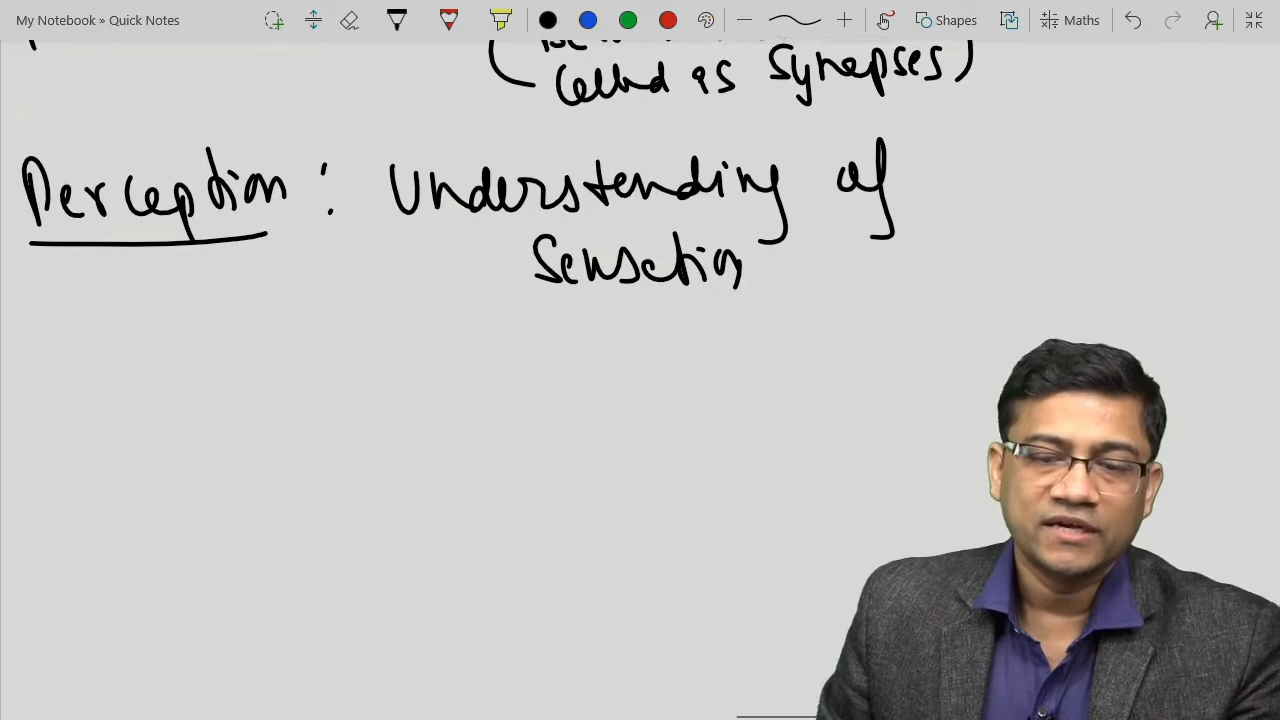 My Notebook » Quick Notes Shapes Maths
called as synapses)
Perception: Understanding of
Sensation